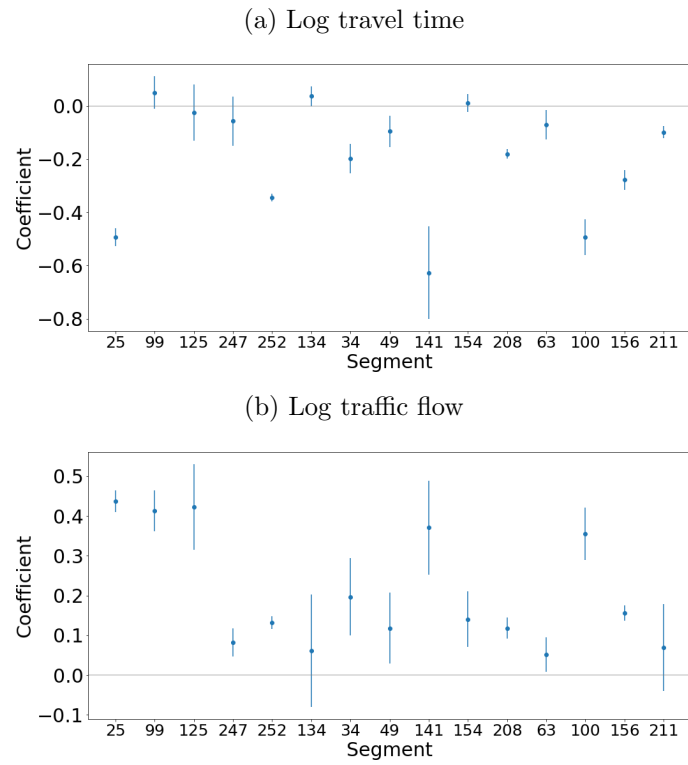 (a) Log travel time
0.0
−0.2
−0.4
−0.6
−0.8
Coefficient
25 99 125 247 252 134 34 49 141 154 208 63 100 156 211
Segment
(b) Log traffic flow
0.5
0.4
0.3
0.2
0.1
0.0
−0.1
Coefficient
25 99 125 247 252 134 34 49 141 154 208 63 100 156 211
Segment